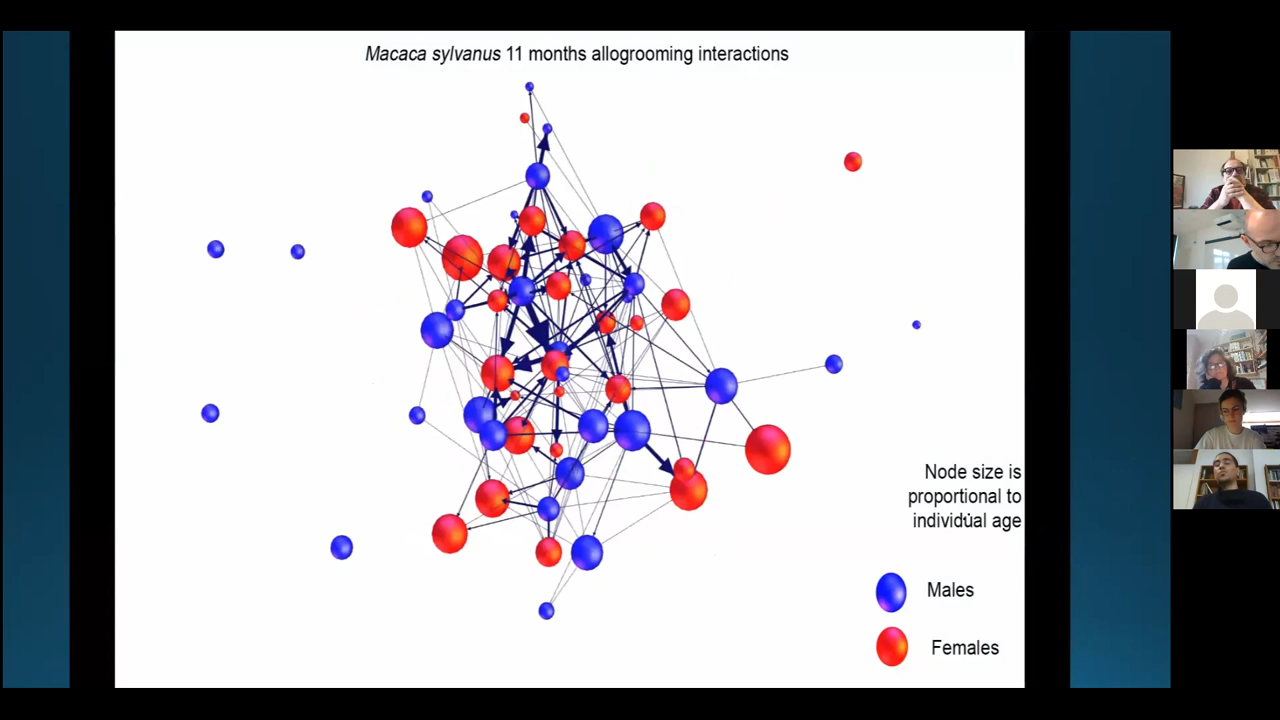 Macaca sylvanus 11 months allogrooming interactions
Node size is
proportional to
individual age
Males
Females